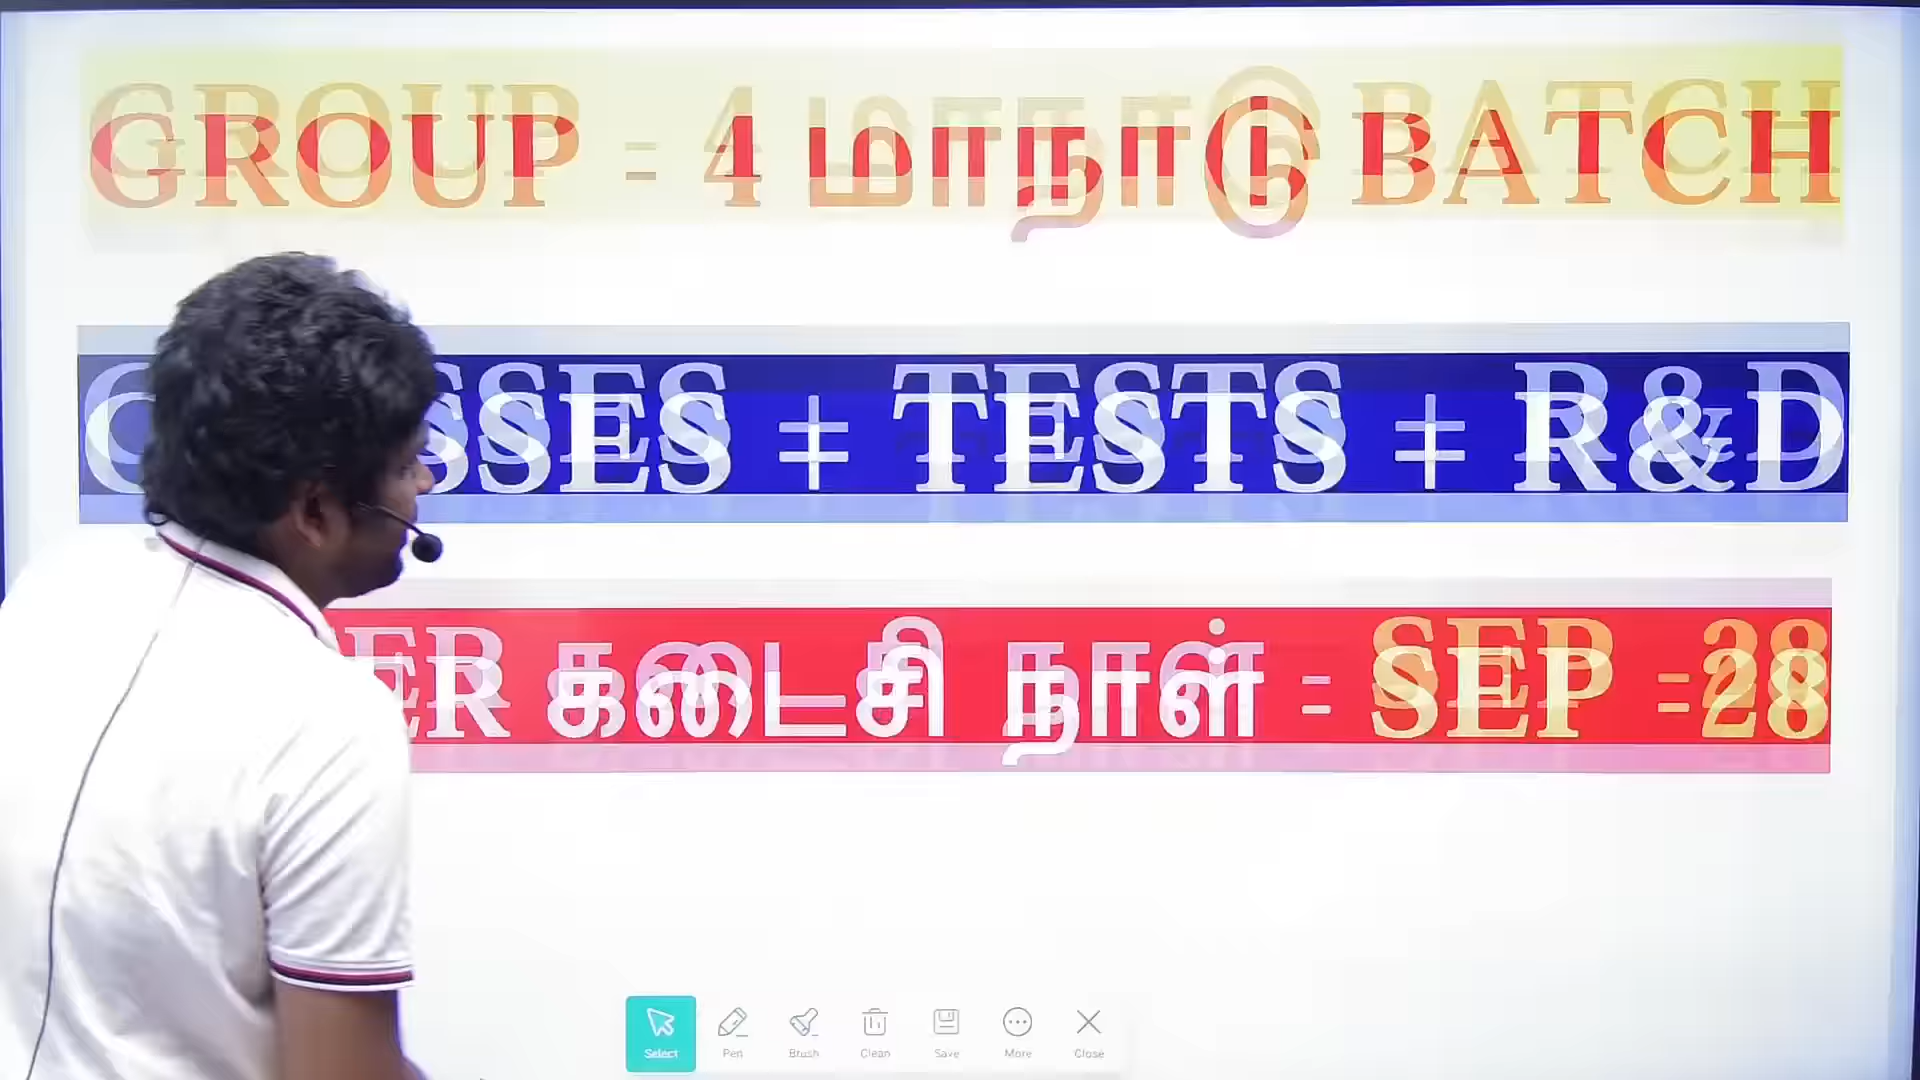 GROUP - 4 மாநாடு BATCH
SSES + TESTS + R&D
ER கடைசி நாள் - SEP -28
Select Pen Brush Clean Save More Close